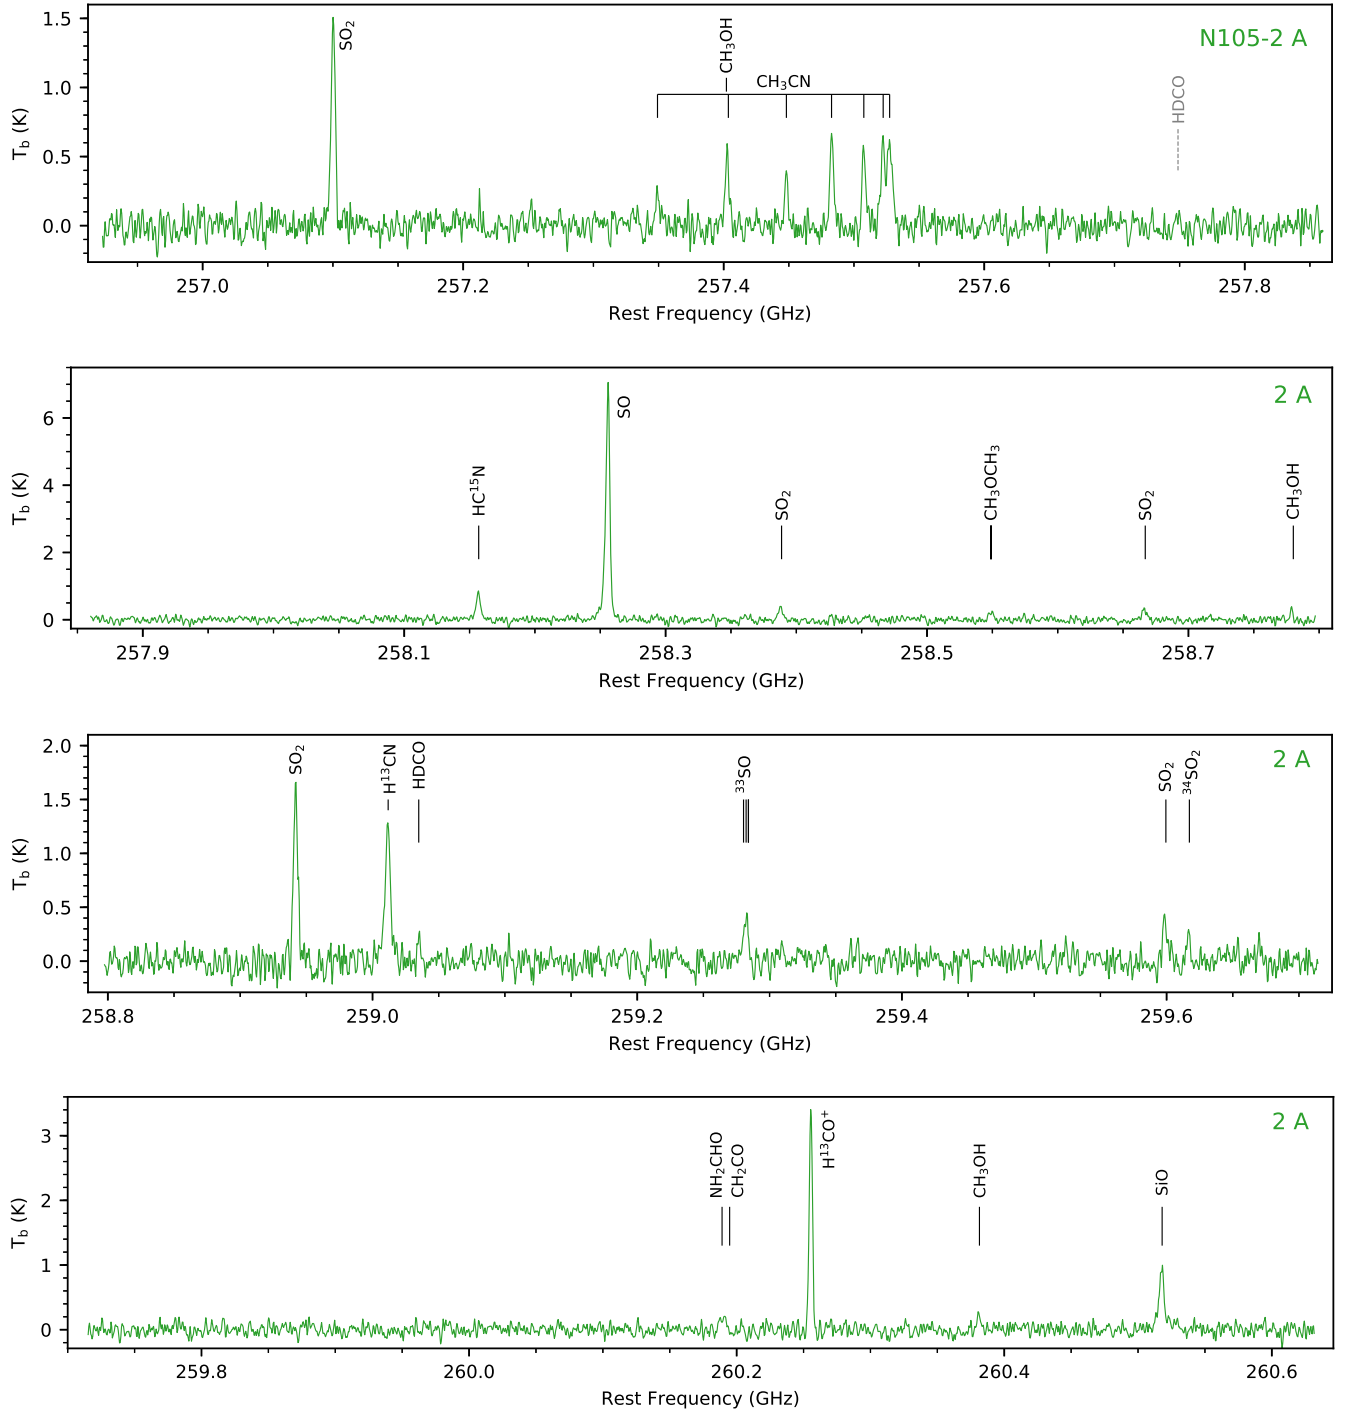 N105-2 A
SO₂
CH₃OH
CH₃CN
HDCO
T_b (K)
1.5
1.0
0.5
0.0
257.0 257.2 257.4 257.6 257.8
Rest Frequency (GHz)
2 A
HC¹⁵N
SO
SO₂
CH₃OCH₃
SO₂
CH₃OH
T_b (K)
6
4
2
0
257.9 258.1 258.3 258.5 258.7
Rest Frequency (GHz)
2 A
SO₂
H¹³CN
HDCO
³³SO
SO₂
³⁴SO₂
T_b (K)
2.0
1.5
1.0
0.5
0.0
258.8 259.0 259.2 259.4 259.6
Rest Frequency (GHz)
2 A
NH₂CHO
CH₂CO
H¹³CO⁺
CH₃OH
SiO
T_b (K)
3
2
1
0
259.8 260.0 260.2 260.4 260.6
Rest Frequency (GHz)